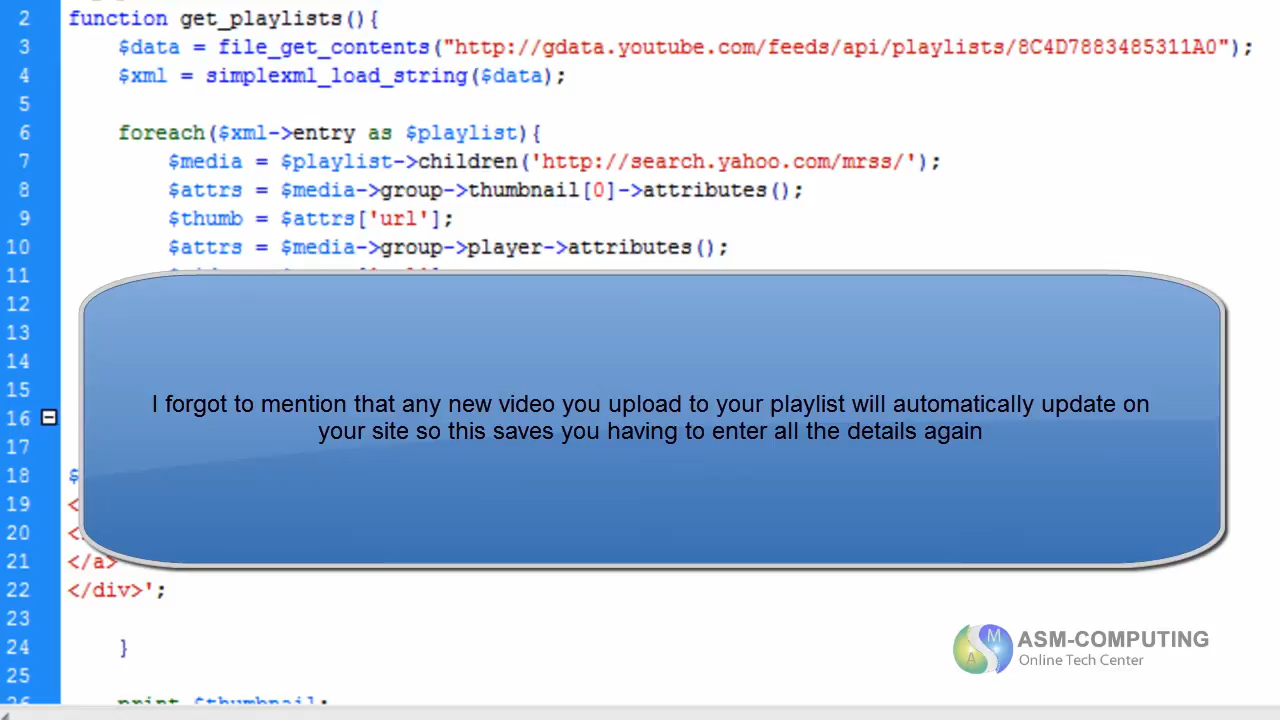 2 function get_playlists(){
3 $data = file_get_contents("http://gdata.youtube.com/feeds/api/playlists/8C4D7883485311A0");
4 $xml = simplexml_load_string($data);
5
6 foreach($xml->entry as $playlist){
7 $media = $playlist->children('http://search.yahoo.com/mrss/');
8 $attrs = $media->group->thumbnail[0]->attributes();
9 $thumb = $attrs['url'];
10 $attrs = $media->group->player->attributes();
11
12
13
14
15
16
17
18 $
19 <
20 <
21 </a>
22 </div>';
23
24 }
25
26 print $thumbnail;
I forgot to mention that any new video you upload to your playlist will automatically update on
your site so this saves you having to enter all the details again
M
A S
ASM-COMPUTING
Online Tech Center